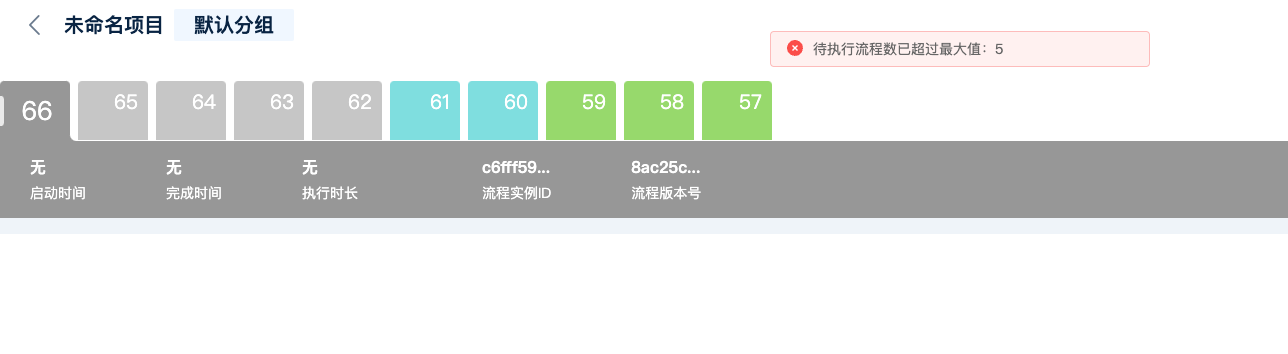 未命名项目 默认分组
待执行流程数已超过最大值：5
66 65 64 63 62 61 60 59 58 57
无 无 无 c6fff59... 8ac25c...
启动时间 完成时间 执行时长 流程实例ID 流程版本号